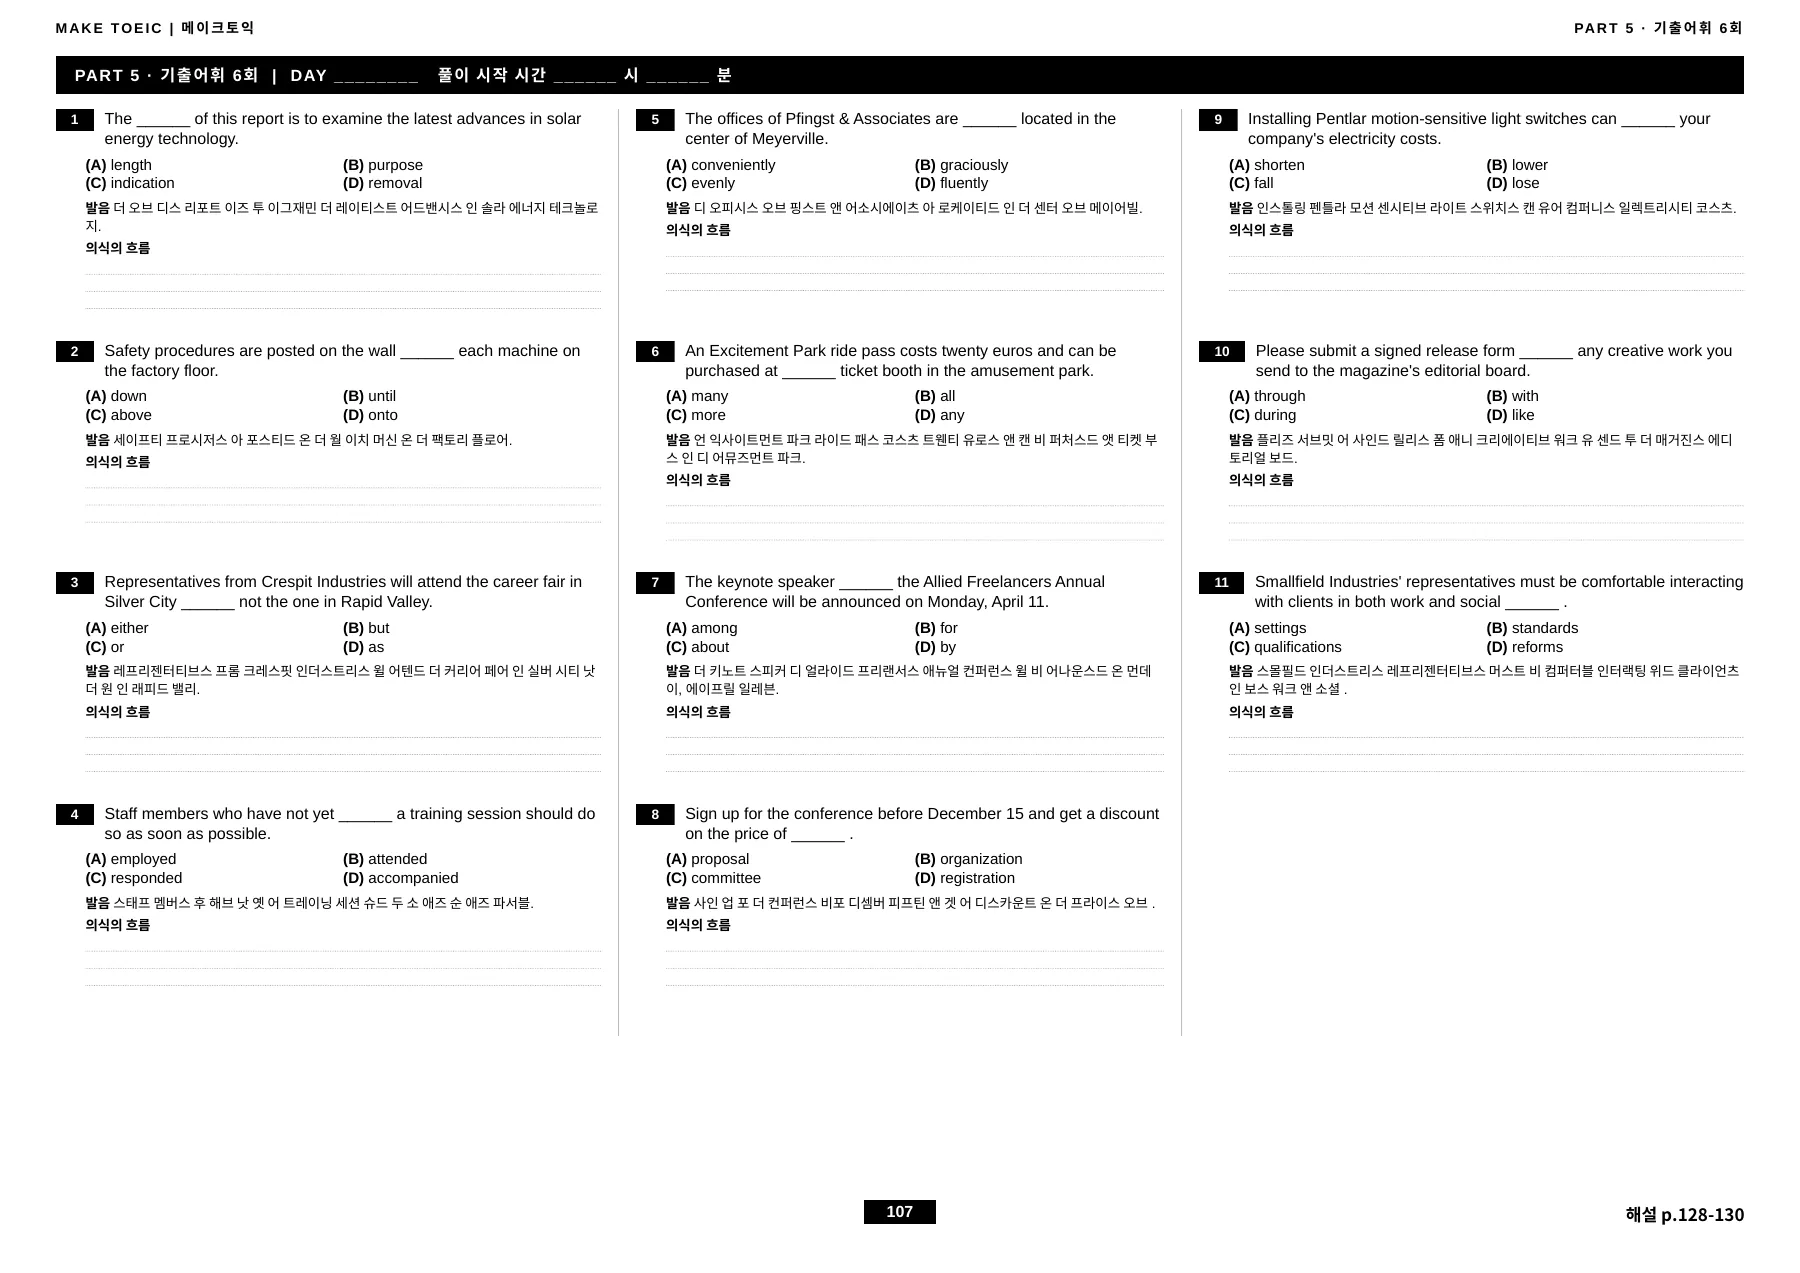 MAKE TOEIC | 메이크토익
PART 5 · 기출어휘 6회
PART 5 · 기출어휘 6회 | DAY ________ 풀이 시작 시간 ______ 시 ______ 분
1 The ______ of this report is to examine the latest advances in solar
energy technology.
(A) length (B) purpose
(C) indication (D) removal
발음 더 오브 디스 리포트 이즈 투 이그재민 더 레이티스트 어드밴시스 인 솔라 에너지 테크놀로
지.
의식의 흐름
2 Safety procedures are posted on the wall ______ each machine on
the factory floor.
(A) down (B) until
(C) above (D) onto
발음 세이프티 프로시저스 아 포스티드 온 더 월 이치 머신 온 더 팩토리 플로어.
의식의 흐름
3 Representatives from Crespit Industries will attend the career fair in
Silver City ______ not the one in Rapid Valley.
(A) either (B) but
(C) or (D) as
발음 레프리젠터티브스 프롬 크레스핏 인더스트리스 윌 어텐드 더 커리어 페어 인 실버 시티 낫
더 원 인 래피드 밸리.
의식의 흐름
4 Staff members who have not yet ______ a training session should do
so as soon as possible.
(A) employed (B) attended
(C) responded (D) accompanied
발음 스태프 멤버스 후 해브 낫 옛 어 트레이닝 세션 슈드 두 소 애즈 순 애즈 파서블.
의식의 흐름
5 The offices of Pfingst & Associates are ______ located in the
center of Meyerville.
(A) conveniently (B) graciously
(C) evenly (D) fluently
발음 디 오피시스 오브 핑스트 앤 어소시에이츠 아 로케이티드 인 더 센터 오브 메이어빌.
의식의 흐름
6 An Excitement Park ride pass costs twenty euros and can be
purchased at ______ ticket booth in the amusement park.
(A) many (B) all
(C) more (D) any
발음 언 익사이트먼트 파크 라이드 패스 코스츠 트웬티 유로스 앤 캔 비 퍼처스드 앳 티켓 부
스 인 디 어뮤즈먼트 파크.
의식의 흐름
7 The keynote speaker ______ the Allied Freelancers Annual
Conference will be announced on Monday, April 11.
(A) among (B) for
(C) about (D) by
발음 더 키노트 스피커 디 얼라이드 프리랜서스 애뉴얼 컨퍼런스 윌 비 어나운스드 온 먼데
이, 에이프릴 일레븐.
의식의 흐름
8 Sign up for the conference before December 15 and get a discount
on the price of ______ .
(A) proposal (B) organization
(C) committee (D) registration
발음 사인 업 포 더 컨퍼런스 비포 디셈버 피프틴 앤 겟 어 디스카운트 온 더 프라이스 오브 .
의식의 흐름
9 Installing Pentlar motion-sensitive light switches can ______ your
company's electricity costs.
(A) shorten (B) lower
(C) fall (D) lose
발음 인스톨링 펜틀라 모션 센시티브 라이트 스위치스 캔 유어 컴퍼니스 일렉트리시티 코스츠.
의식의 흐름
10 Please submit a signed release form ______ any creative work you
send to the magazine's editorial board.
(A) through (B) with
(C) during (D) like
발음 플리즈 서브밋 어 사인드 릴리스 폼 애니 크리에이티브 워크 유 센드 투 더 매거진스 에디
토리얼 보드.
의식의 흐름
11 Smallfield Industries' representatives must be comfortable interacting
with clients in both work and social ______ .
(A) settings (B) standards
(C) qualifications (D) reforms
발음 스몰필드 인더스트리스 레프리젠터티브스 머스트 비 컴퍼터블 인터랙팅 위드 클라이언츠
인 보스 워크 앤 소셜 .
의식의 흐름
107
해설 p.128-130